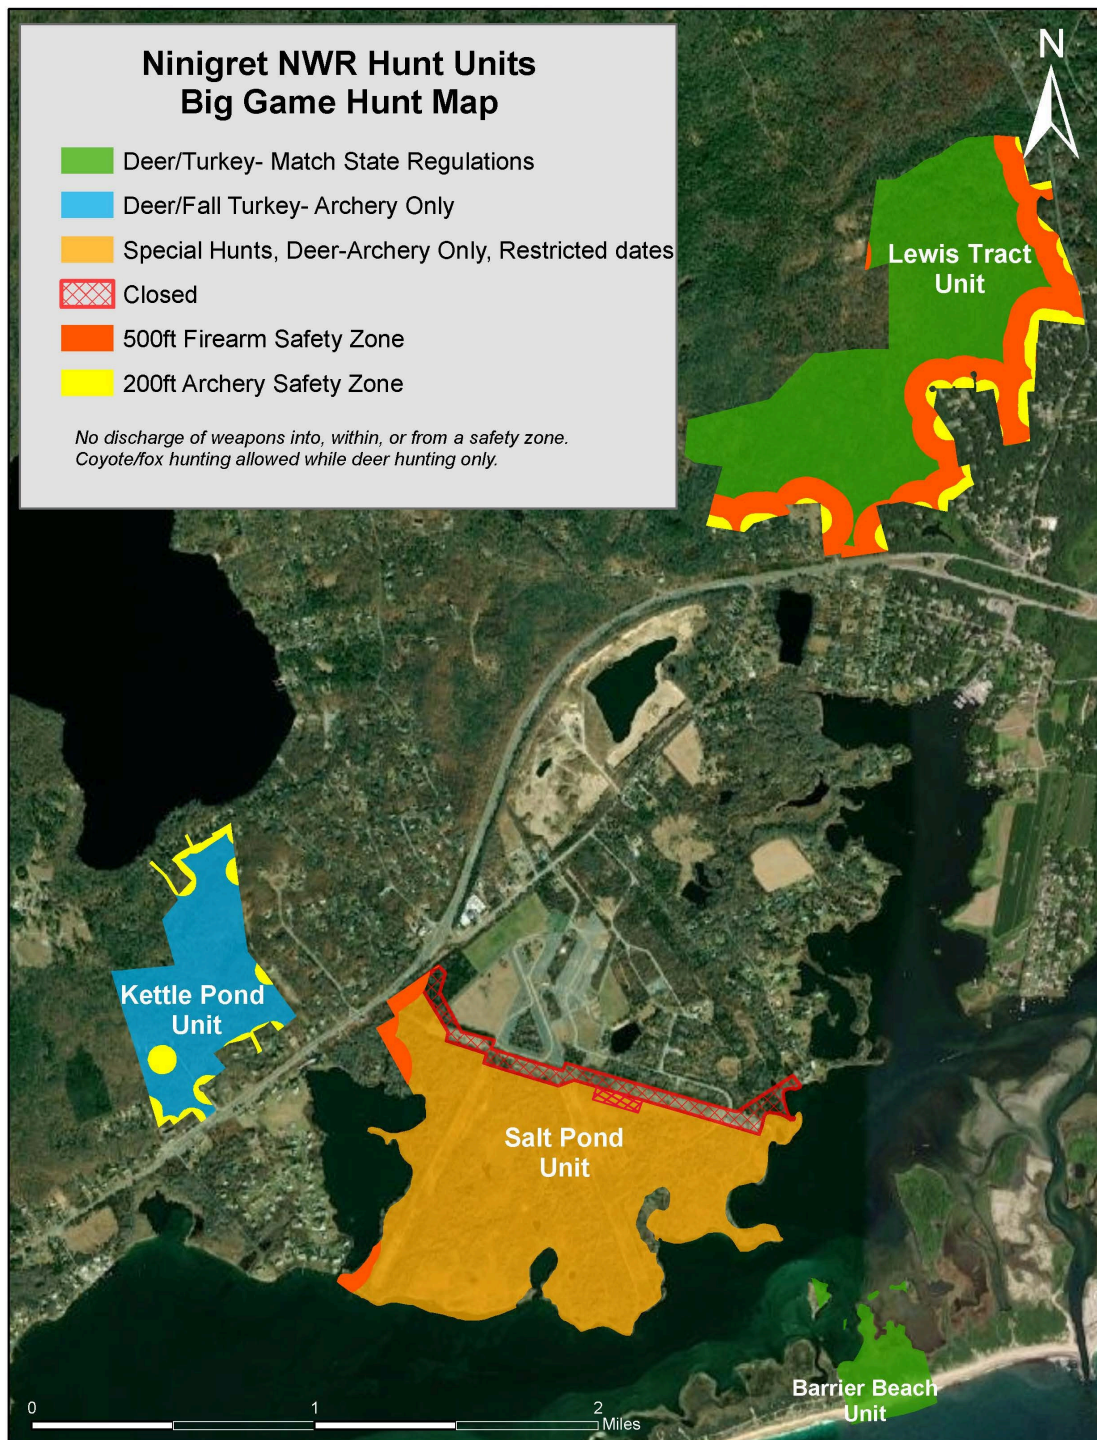 Ninigret NWR Hunt Units
Big Game Hunt Map
Deer/Turkey- Match State Regulations
Deer/Fall Turkey- Archery Only
Special Hunts, Deer-Archery Only, Restricted dates
Closed
500ft Firearm Safety Zone
200ft Archery Safety Zone
No discharge of weapons into, within, or from a safety zone.
Coyote/fox hunting allowed while deer hunting only.
N
Lewis Tract
Unit
Kettle Pond
Unit
Salt Pond
Unit
Barrier Beach
Unit
0 1 2
Miles